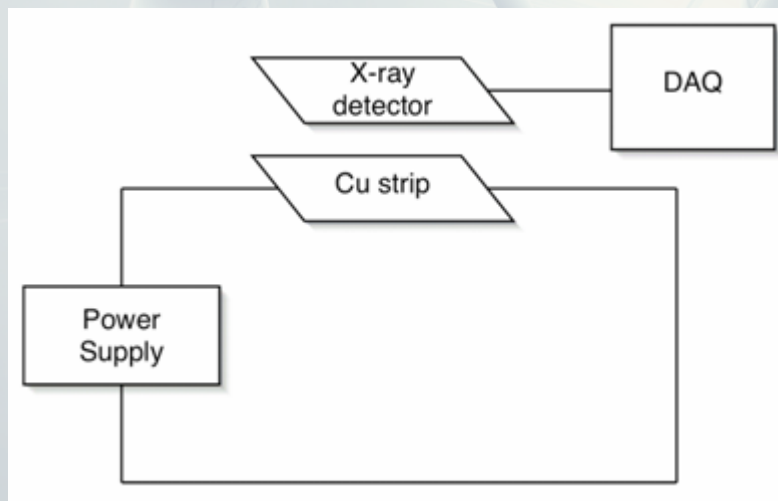 X-ray
detector
DAQ
Cu strip
Power
Supply